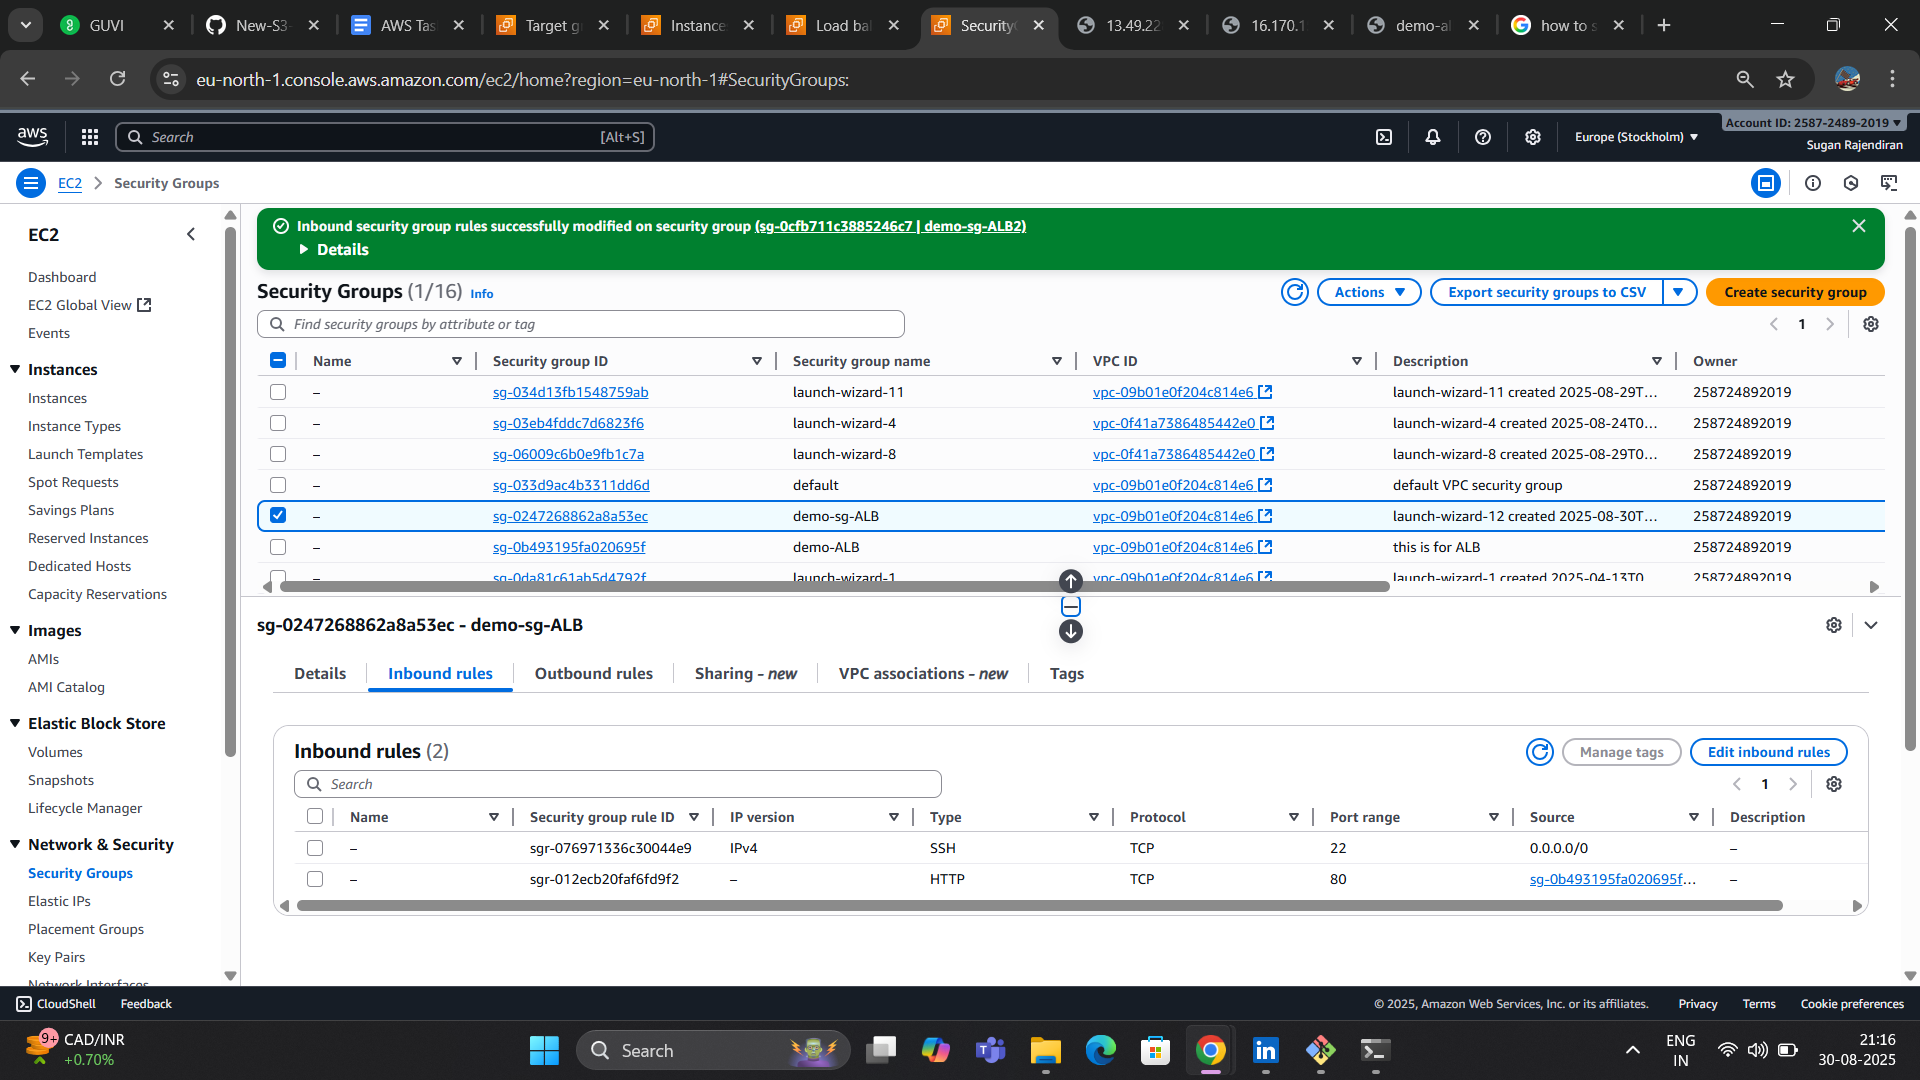 GUVI
New-S3-
AWS Tas
Target g
Instance
Load ba
Security
13.49.22
16.170.1
demo-al
how to s
eu-north-1.console.aws.amazon.com/ec2/home?region=eu-north-1#SecurityGroups:
aws
Search
[Alt+S]
Europe (Stockholm)
Account ID: 2587-2489-2019
Sugan Rajendiran
EC2
Security Groups
EC2
Dashboard
EC2 Global View
Events
Instances
Instances
Instance Types
Launch Templates
Spot Requests
Savings Plans
Reserved Instances
Dedicated Hosts
Capacity Reservations
Images
AMIs
AMI Catalog
Elastic Block Store
Volumes
Snapshots
Lifecycle Manager
Network & Security
Security Groups
Elastic IPs
Placement Groups
Key Pairs
Network Interfaces
Inbound security group rules successfully modified on security group (sg-0cfb711c3885246c7 | demo-sg-ALB2)
Details
Security Groups (1/16) Info
Actions
Export security groups to CSV
Create security group
Find security groups by attribute or tag
1
Name Security group ID Security group name VPC ID Description Owner
– sg-034d13fb1548759ab launch-wizard-11 vpc-09b01e0f204c814e6 launch-wizard-11 created 2025-08-29T... 258724892019
– sg-03eb4fddc7d6823f6 launch-wizard-4 vpc-0f41a7386485442e0 launch-wizard-4 created 2025-08-24T0... 258724892019
– sg-06009c6b0e9fb1c7a launch-wizard-8 vpc-0f41a7386485442e0 launch-wizard-8 created 2025-08-29T0... 258724892019
– sg-033d9ac4b3311dd6d default vpc-09b01e0f204c814e6 default VPC security group 258724892019
– sg-0247268862a8a53ec demo-sg-ALB vpc-09b01e0f204c814e6 launch-wizard-12 created 2025-08-30T... 258724892019
– sg-0b493195fa020695f demo-ALB vpc-09b01e0f204c814e6 this is for ALB 258724892019
– sg-0da81c61ab5d4792f launch-wizard-1 vpc-09b01e0f204c814e6 launch-wizard-1 created 2025-04-13T0 258724892019
sg-0247268862a8a53ec - demo-sg-ALB
Details
Inbound rules
Outbound rules
Sharing - new
VPC associations - new
Tags
Inbound rules (2)
Manage tags
Edit inbound rules
Search
1
Name Security group rule ID IP version Type Protocol Port range Source Description
– sgr-076971336c30044e9 IPv4 SSH TCP 22 0.0.0.0/0 –
– sgr-012ecb20faf6fd9f2 – HTTP TCP 80 sg-0b493195fa020695f... –
CloudShell
Feedback
© 2025, Amazon Web Services, Inc. or its affiliates.
Privacy
Terms
Cookie preferences
9+
CAD/INR
+0.70%
Search
ENG
IN
21:16
30-08-2025